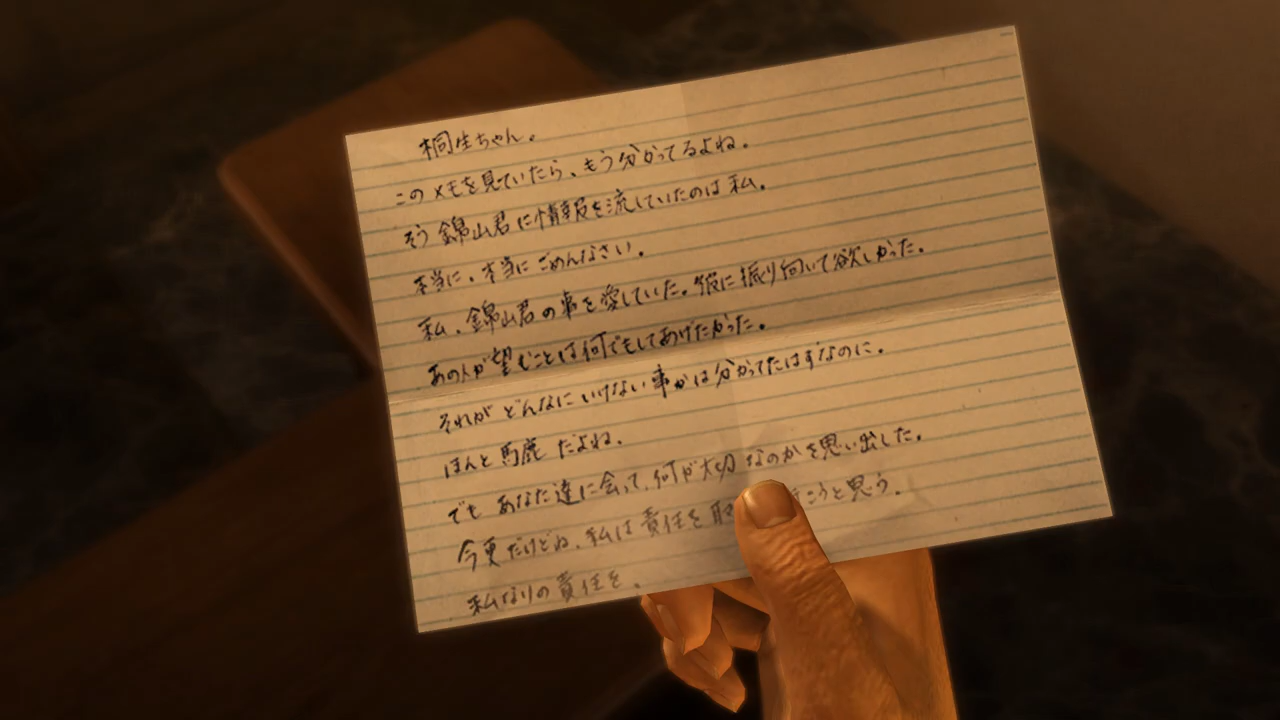 桐生ちゃん。
このメモを見ていたら、もう分かってるよね。
そう錦山君に情報を流していたのは私。
本当に、本当にごめんなさい。
私、錦山君の事を愛していた。彼に振り向いて欲しかった。
あの人が望むことは何でもしてあげたかった。
それがどんなにいけない事かは分かってたはずなのに。
ほんと馬鹿だよね。
でもあなた達に会って、何が大切なのかを思い出した。
今更だけどね、私は責任を取 行こうと思う。
私なりの責任を。